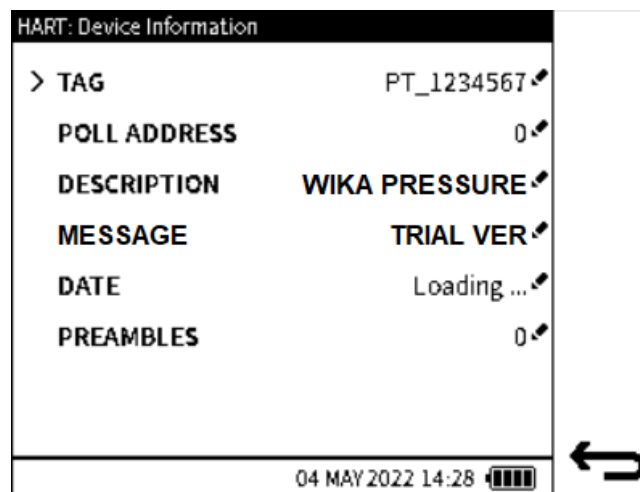 HART: Device Information
> TAG PT_1234567
POLL ADDRESS 0
DESCRIPTION WIKA PRESSURE
MESSAGE TRIAL VER
DATE Loading ...
PREAMBLES 0
04 MAY 2022 14:28